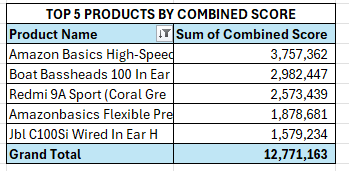 TOP 5 PRODUCTS BY COMBINED SCORE
Product Name Sum of Combined Score
Amazon Basics High-Speed 3,757,362
Boat Bassheads 100 In Ear 2,982,447
Redmi 9A Sport (Coral Gre 2,573,439
Amazonbasics Flexible Pre 1,878,681
Jbl C100Si Wired In Ear H 1,579,234
Grand Total 12,771,163